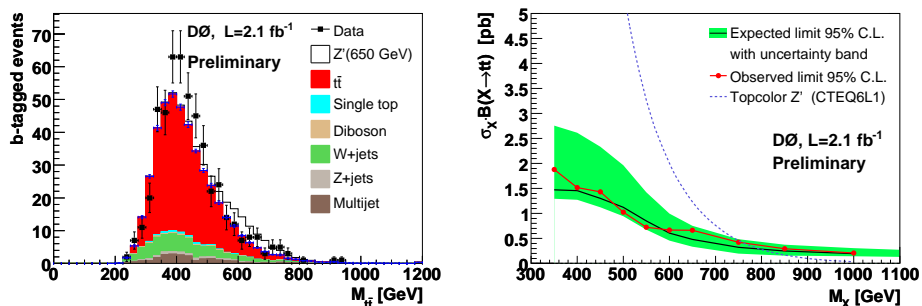 b-tagged events
70
60
50
40
30
20
10
0
0 200 400 600 800 1000 1200
M_{tt̄} [GeV]
DØ, L=2.1 fb⁻¹
Preliminary
Data
Z'(650 GeV)
tt̄
Single top
Diboson
W+jets
Z+jets
Multijet
σ_X·B(X→tt) [pb]
5
4.5
4
3.5
3
2.5
2
1.5
1
0.5
0
300 400 500 600 700 800 900 1000 1100
M_X [GeV]
Expected limit 95% C.L.
with uncertainty band
Observed limit 95% C.L.
Topcolor Z' (CTEQ6L1)
DØ, L=2.1 fb⁻¹
Preliminary